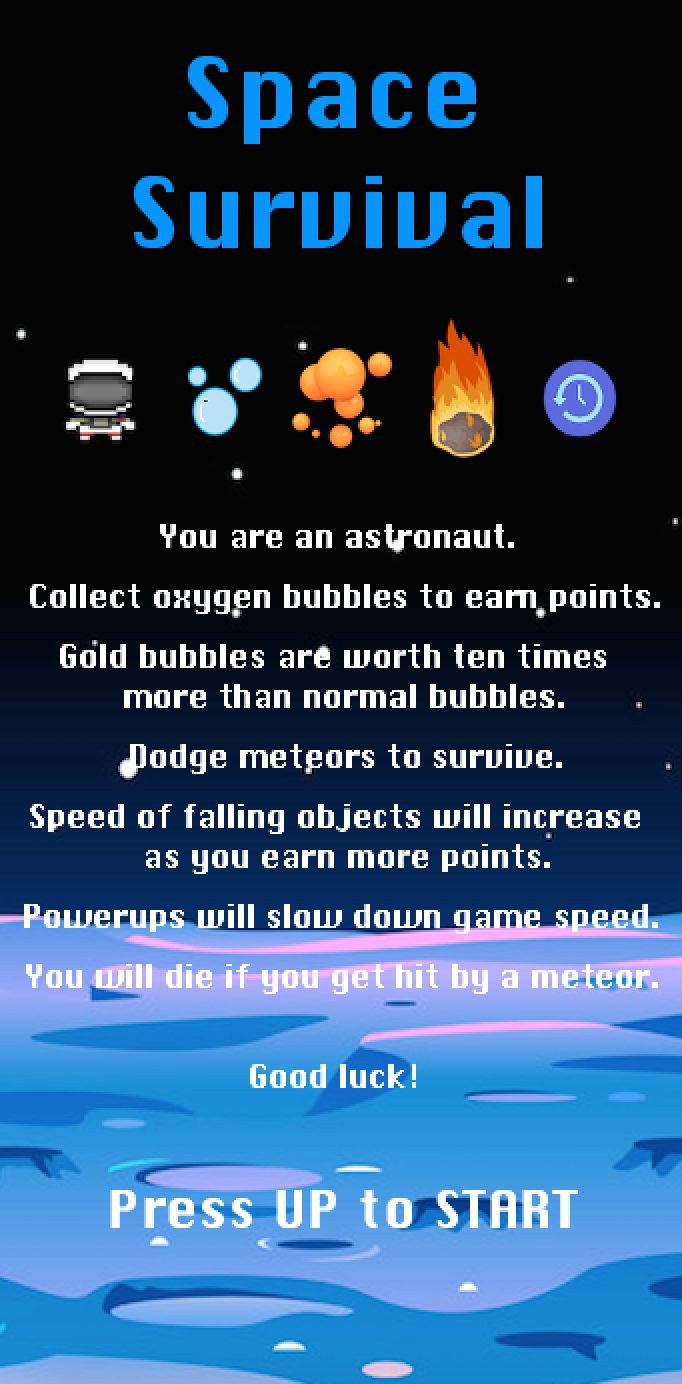 Space
Survival
You are an astronaut.
Collect oxygen bubbles to earn points.
Gold bubbles are worth ten times
more than normal bubbles.
Dodge meteors to survive.
Speed of falling objects will increase
as you earn more points.
Powerups will slow down game speed.
You will die if you get hit by a meteor.
Good luck!
Press UP to START